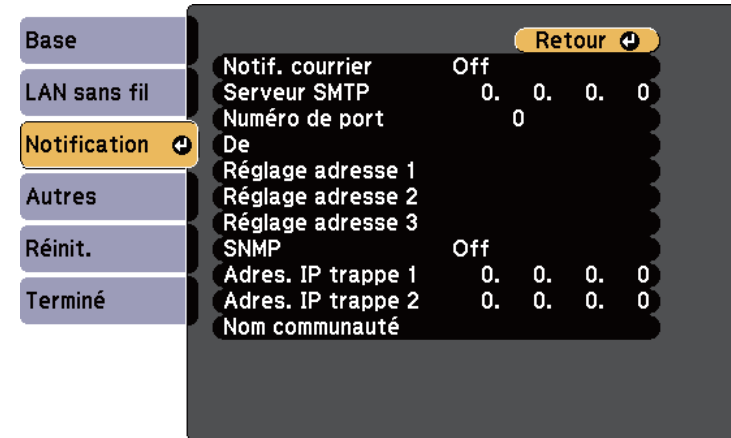 Base
LAN sans fil
Notification
Autres
Réinit.
Terminé
Retour
Notif. courrier Off
Serveur SMTP 0. 0. 0. 0
Numéro de port 0
De
Réglage adresse 1
Réglage adresse 2
Réglage adresse 3
SNMP Off
Adres. IP trappe 1 0. 0. 0. 0
Adres. IP trappe 2 0. 0. 0. 0
Nom communauté